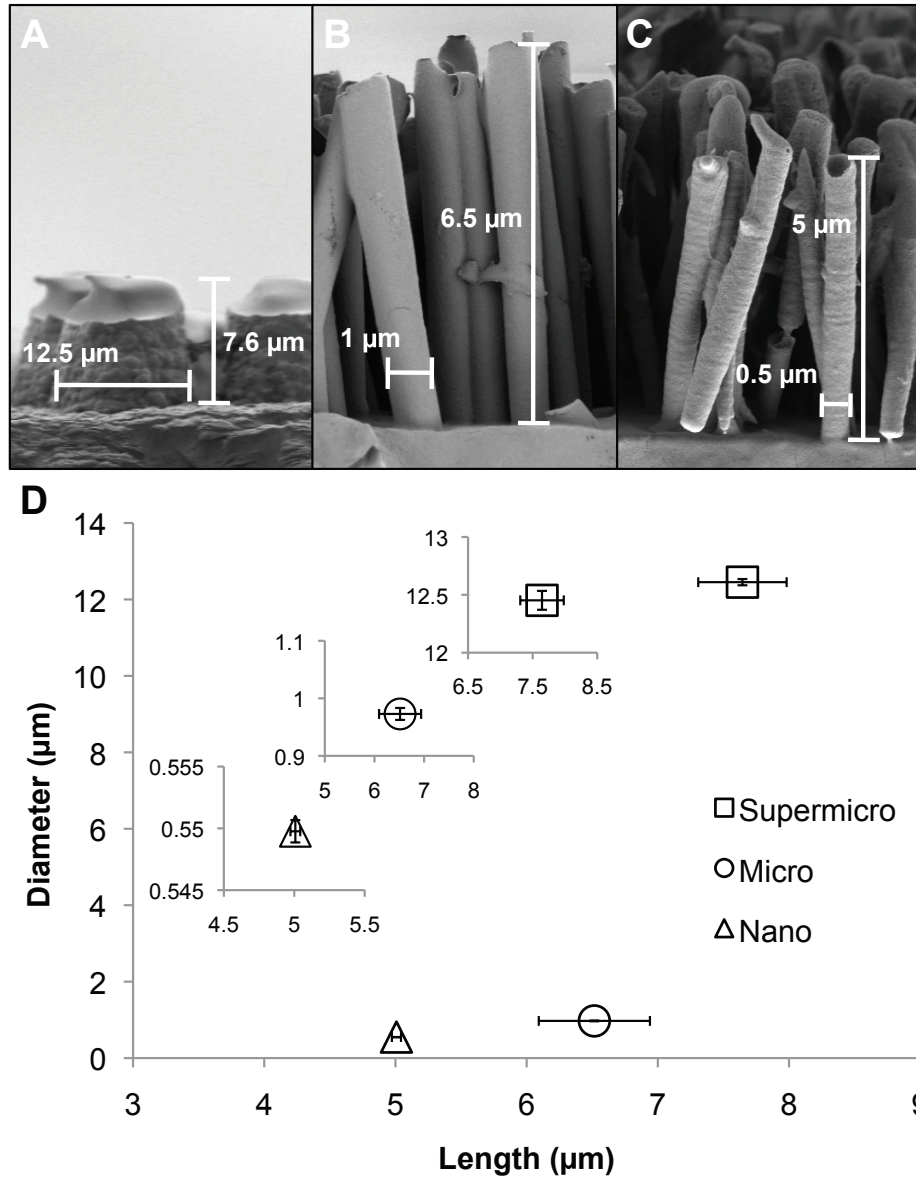 A
B
C
12.5 µm
7.6 µm
6.5 µm
1 µm
5 µm
0.5 µm
D
14
12
10
8
6
4
2
0
3
4
5
6
7
8
9
Diameter (µm)
Length (µm)
13
12.5
12
6.5 7.5 8.5
1.1
1
0.9
5 6 7 8
0.555
0.55
0.545
4.5 5 5.5
Supermicro
Micro
Nano